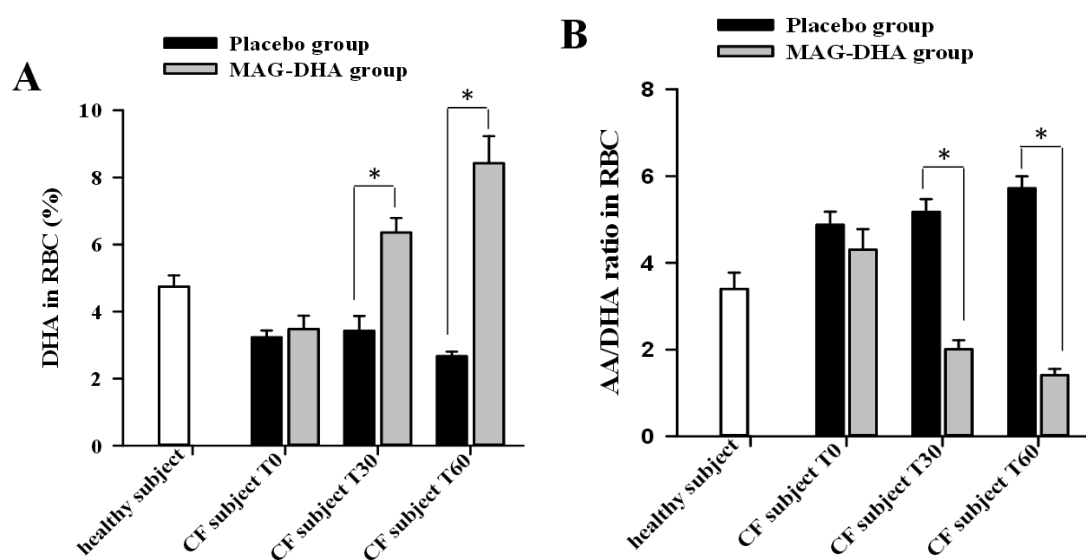 A
Placebo group
MAG-DHA group
DHA in RBC (%)
10
8
6
4
2
0
*
*
healthy subject
CF subject T0
CF subject T30
CF subject T60
B
Placebo group
MAG-DHA group
AA/DHA ratio in RBC
8
6
4
2
0
*
*
healthy subject
CF subject T0
CF subject T30
CF subject T60